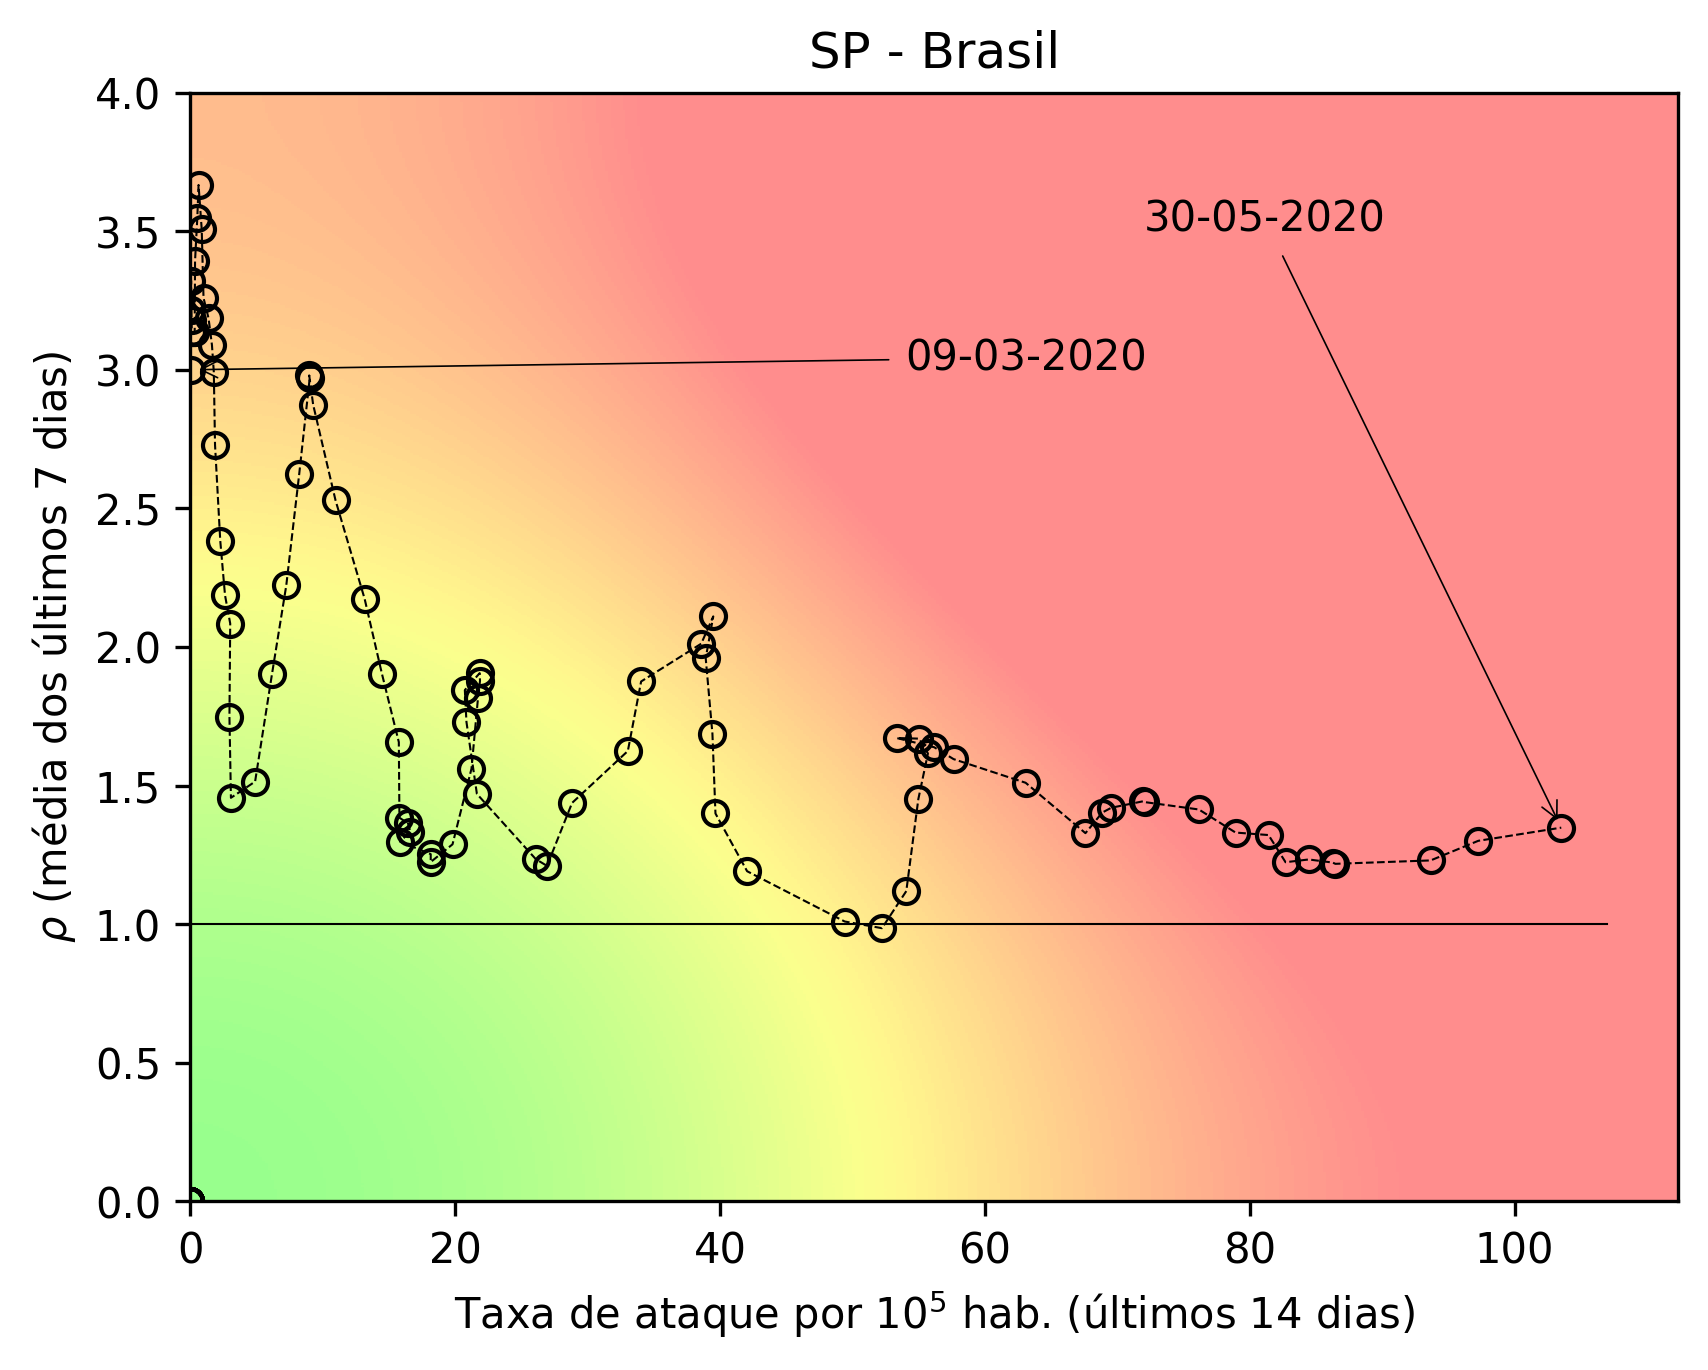 SP - Brasil
4.0
3.5
3.0
2.5
2.0
1.5
1.0
0.5
0.0
ρ (média dos últimos 7 dias)
30-05-2020
09-03-2020
0 20 40 60 80 100
Taxa de ataque por 10⁵ hab. (últimos 14 dias)